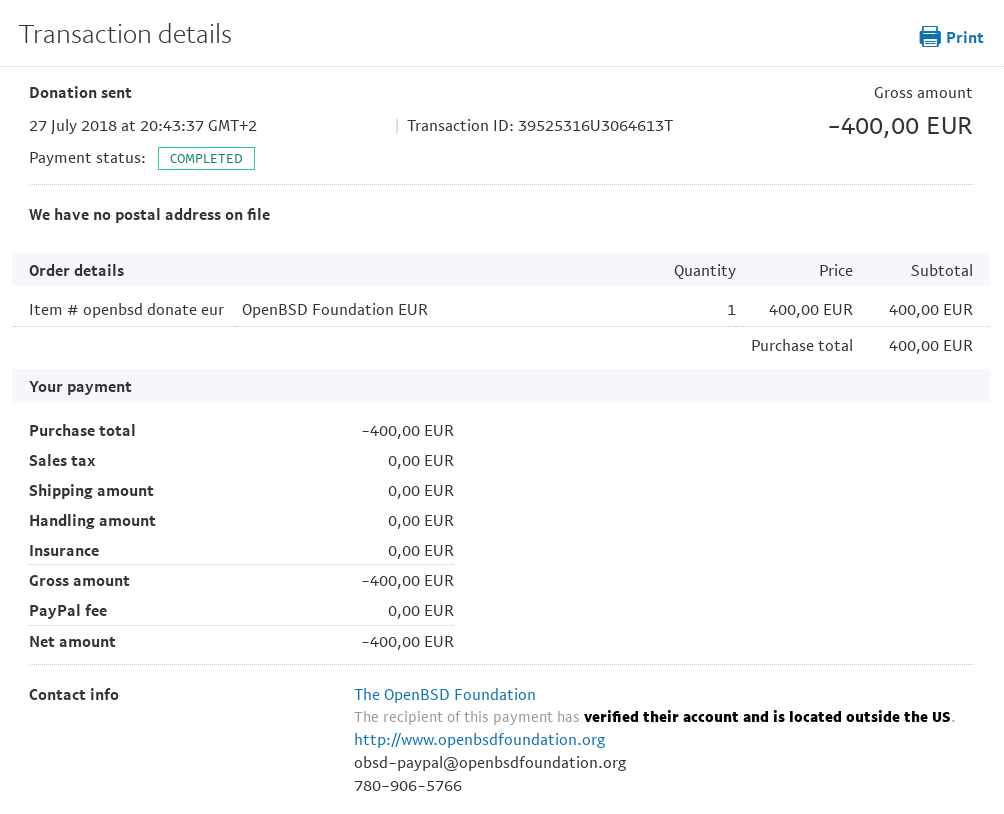 Transaction details
Print
Donation sent
Gross amount
27 July 2018 at 20:43:37 GMT+2 | Transaction ID: 39525316U3064613T
-400,00 EUR
Payment status: COMPLETED
We have no postal address on file
Order details Quantity Price Subtotal
Item # openbsd donate eur OpenBSD Foundation EUR 1 400,00 EUR 400,00 EUR
Purchase total 400,00 EUR
Your payment
Purchase total -400,00 EUR
Sales tax 0,00 EUR
Shipping amount 0,00 EUR
Handling amount 0,00 EUR
Insurance 0,00 EUR
Gross amount -400,00 EUR
PayPal fee 0,00 EUR
Net amount -400,00 EUR
Contact info The OpenBSD Foundation
The recipient of this payment has verified their account and is located outside the US.
http://www.openbsdfoundation.org
obsd-paypal@openbsdfoundation.org
780-906-5766